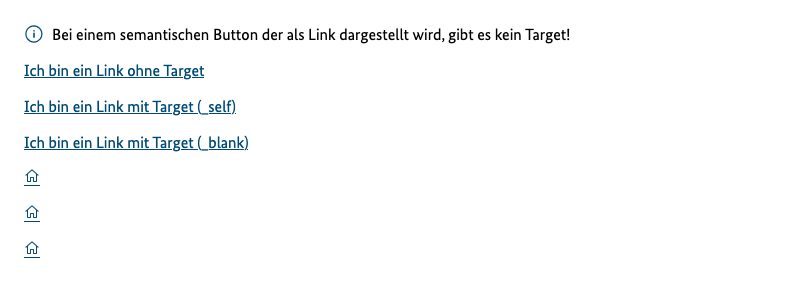 Bei einem semantischen Button der als Link dargestellt wird, gibt es kein Target!
Ich bin ein Link ohne Target
Ich bin ein Link mit Target (_self)
Ich bin ein Link mit Target (_blank)